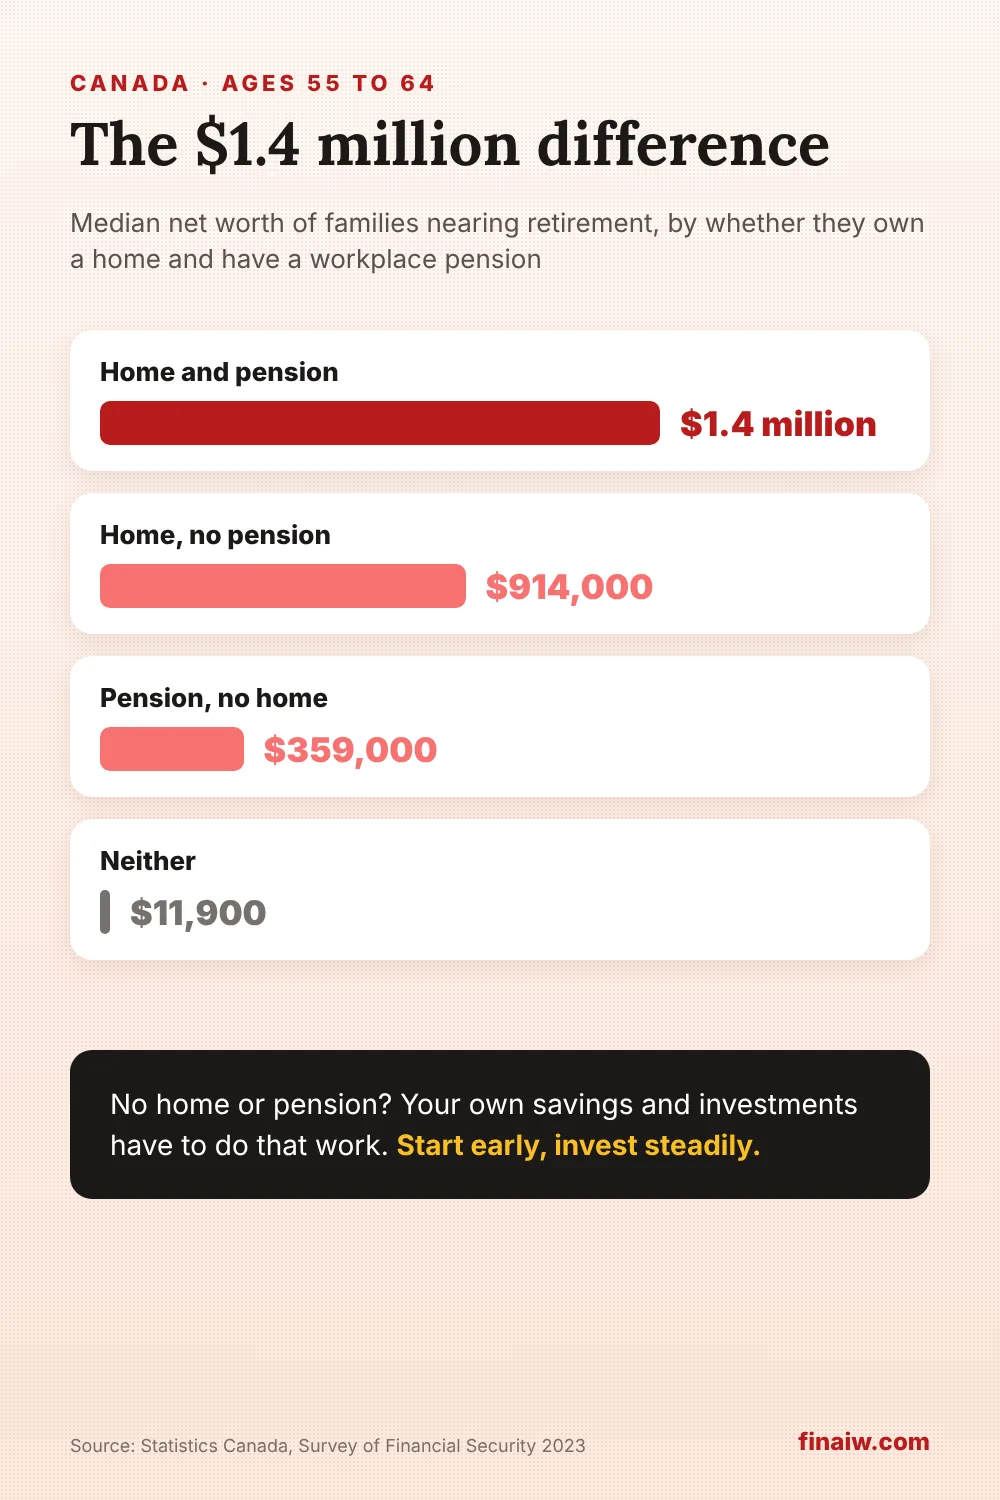 CANADA · AGES 55 TO 64
The $1.4 million difference
Median net worth of families nearing retirement, by whether they own
a home and have a workplace pension
Home and pension
$1.4 million
Home, no pension
$914,000
Pension, no home
$359,000
Neither
$11,900
No home or pension? Your own savings and investments
have to do that work. Start early, invest steadily.
Source: Statistics Canada, Survey of Financial Security 2023
finaiw.com